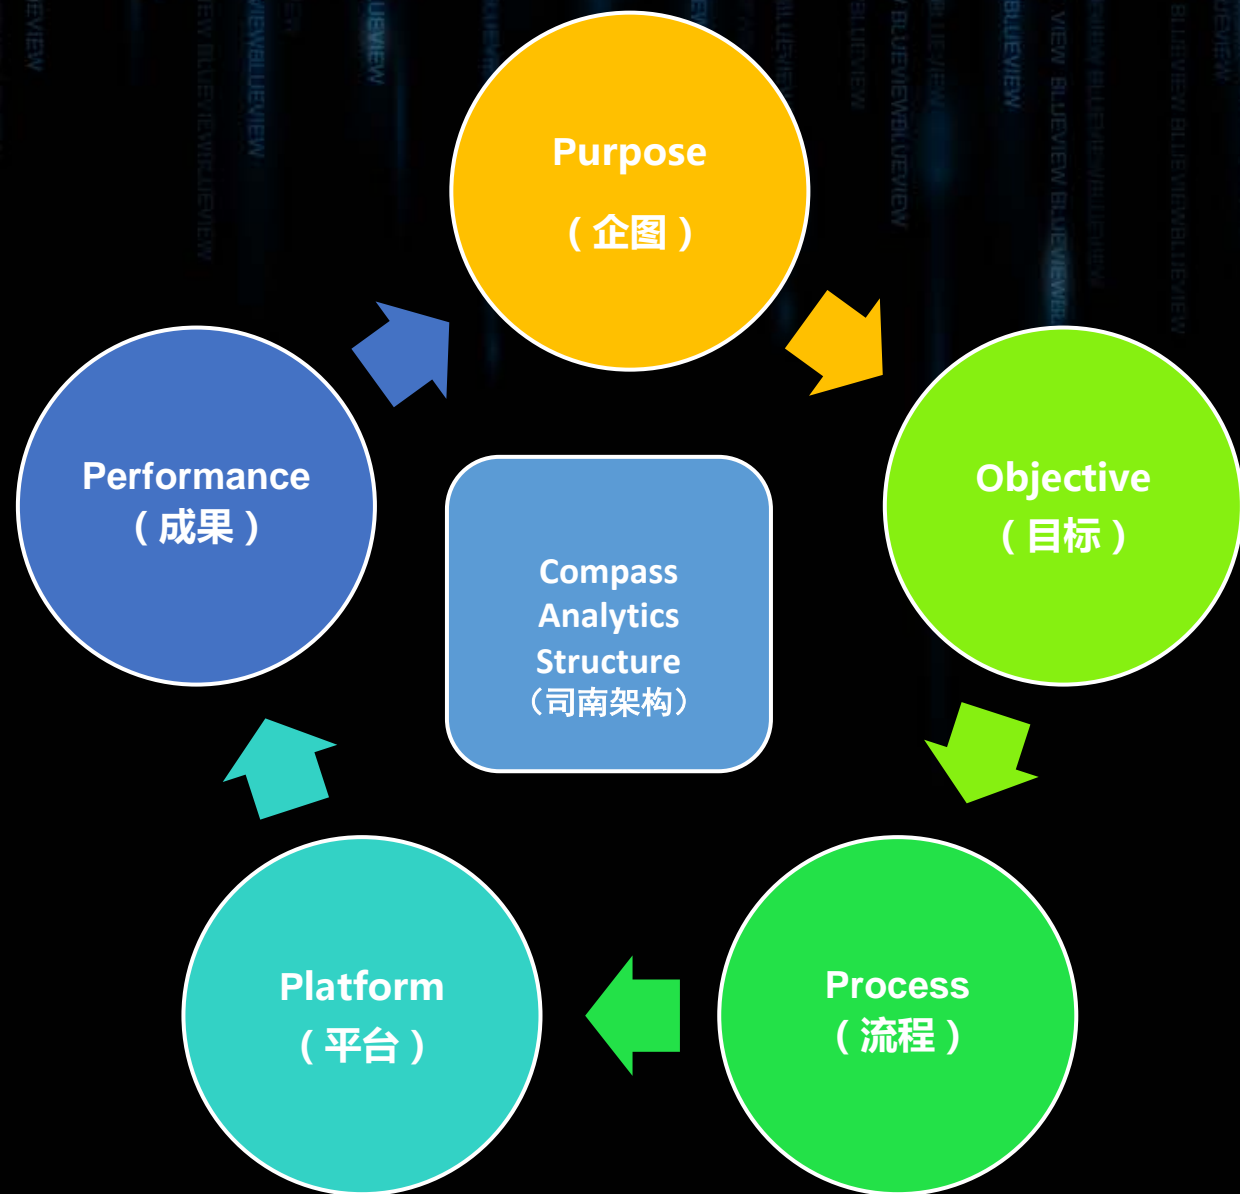 Purpose
（企图）
Objective
（目标）
Process
（流程）
Platform
（平台）
Performance
（成果）
Compass
Analytics
Structure
（司南架构）